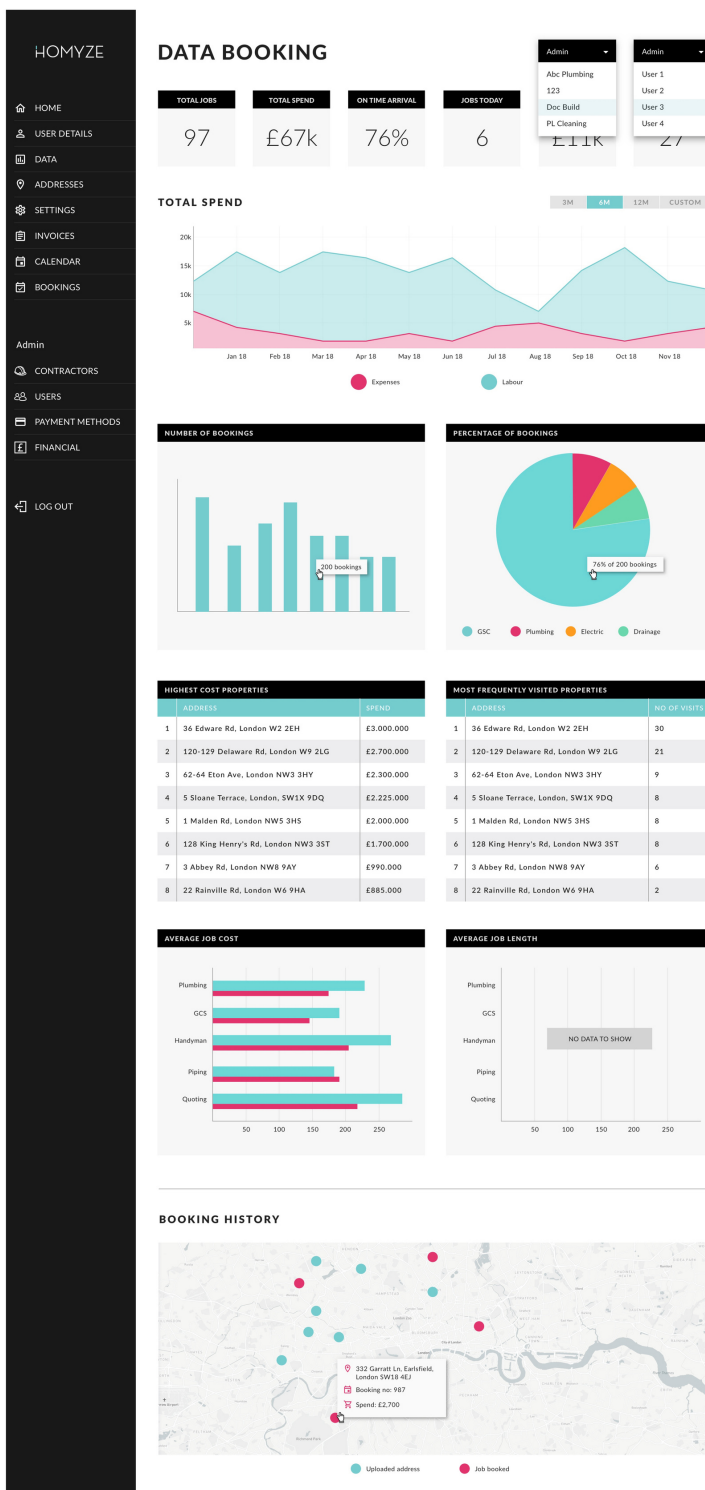 HOMYZE
HOME
USER DETAILS
DATA
ADDRESSES
SETTINGS
INVOICES
CALENDAR
BOOKINGS
Admin
CONTRACTORS
USERS
PAYMENT METHODS
FINANCIAL
LOG OUT
DATA BOOKING
Admin
Abc Plumbing
123
Doc Build
PL Cleaning
Admin
User 1
User 2
User 3
User 4
TOTAL JOBS
97
TOTAL SPEND
£67k
ON TIME ARRIVAL
76%
JOBS TODAY
6
£11k
27
TOTAL SPEND
3M 6M 12M CUSTOM
20k
15k
10k
5k
Jan 18 Feb 18 Mar 18 Apr 18 May 18 Jun 18 Jul 18 Aug 18 Sep 18 Oct 18 Nov 18
Expenses Labour
NUMBER OF BOOKINGS
200 bookings
PERCENTAGE OF BOOKINGS
76% of 200 bookings
GSC Plumbing Electric Drainage
HIGHEST COST PROPERTIES
ADDRESS SPEND
1 36 Edware Rd, London W2 2EH £3.000.000
2 120-129 Delaware Rd, London W9 2LG £2.700.000
3 62-64 Eton Ave, London NW3 3HY £2.300.000
4 5 Sloane Terrace, London, SW1X 9DQ £2.225.000
5 1 Malden Rd, London NW5 3HS £2.000.000
6 128 King Henry's Rd, London NW3 3ST £1.700.000
7 3 Abbey Rd, London NW8 9AY £990.000
8 22 Rainville Rd, London W6 9HA £885.000
MOST FREQUENTLY VISITED PROPERTIES
ADDRESS NO OF VISITS
1 36 Edware Rd, London W2 2EH 30
2 120-129 Delaware Rd, London W9 2LG 21
3 62-64 Eton Ave, London NW3 3HY 9
4 5 Sloane Terrace, London, SW1X 9DQ 8
5 1 Malden Rd, London NW5 3HS 8
6 128 King Henry's Rd, London NW3 3ST 8
7 3 Abbey Rd, London NW8 9AY 6
8 22 Rainville Rd, London W6 9HA 2
AVERAGE JOB COST
Plumbing
GCS
Handyman
Piping
Quoting
50 100 150 200 250
AVERAGE JOB LENGTH
Plumbing
GCS
Handyman
NO DATA TO SHOW
Piping
Quoting
50 100 150 200 250
BOOKING HISTORY
332 Garratt Ln, Earlsfield,
London SW18 4EJ
Booking no: 987
Spend: £2,700
Richmond Park
Uploaded address Job booked